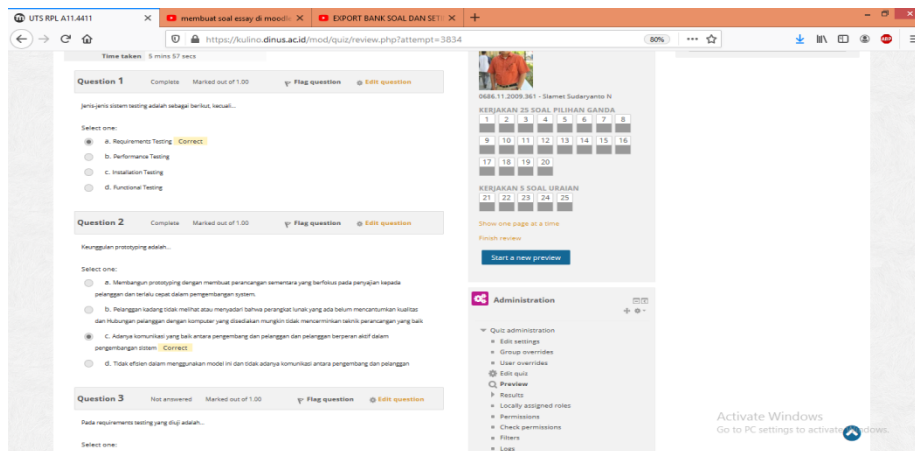 UTS RPL A11.4411
membuat soal essay di moodle
EXPORT BANK SOAL DAN SETI
https://kulino.dinus.ac.id/mod/quiz/review.php?attempt=3834
80%
Time taken 5 mins 57 secs
Question 1 Complete Marked out of 1.00 Flag question Edit question
Jenis-jenis sistem testing adalah sebagai berikut, kecuali...
Select one:
a. Requirements Testing Correct
b. Performance Testing
c. Installation Testing
d. Functional Testing
Question 2 Complete Marked out of 1.00 Flag question Edit question
Keunggulan prototyping adalah...
Select one:
a. Membangun prototyping dengan membuat perancangan sementara yang berfokus pada penyajian kepada
pelanggan dan terlalu cepat dalam pemgembangan system.
b. Pelanggan kadang tidak melihat atau menyadari bahwa perangkat lunak yang ada belum mencantumkan kualitas
dan Hubungan pelanggan dengan komputer yang disediakan mungkin tidak mencerminkan teknik perancangan yang baik
c. Adanya komunikasi yang baik antara pengembang dan pelanggan dan pelanggan berperan aktif dalam
pengembangan sistem Correct
d. Tidak efisien dalam menggunakan model ini dan tidak adanya komunikasi antara pengembang dan pelanggan
Question 3 Not answered Marked out of 1.00 Flag question Edit question
Pada requirements testing yang diuji adalah...
Select one:
0686.11.2009.361 - Slamet Sudaryanto N
KERJAKAN 25 SOAL PILIHAN GANDA
1 2 3 4 5 6 7 8
9 10 11 12 13 14 15 16
17 18 19 20
KERJAKAN 5 SOAL URAIAN
21 22 23 24 25
Show one page at a time
Finish review
Start a new preview
Administration
Quiz administration
Edit settings
Group overrides
User overrides
Edit quiz
Preview
Results
Locally assigned roles
Permissions
Check permissions
Filters
Logs
Activate Windows
Go to PC settings to activate Windows.